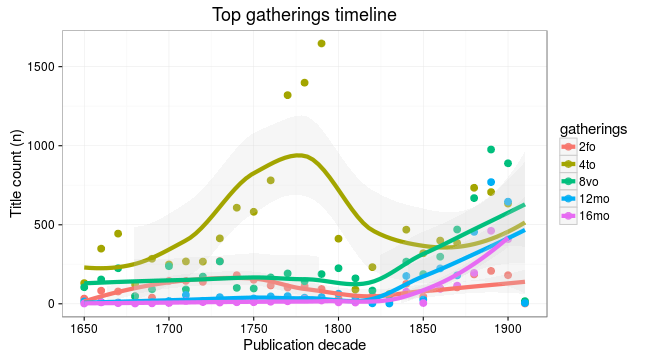 Top gatherings timeline
Title count (n)
1500
1000
500
0
1650
1700
1750
1800
1850
1900
Publication decade
gatherings
2fo
4to
8vo
12mo
16mo